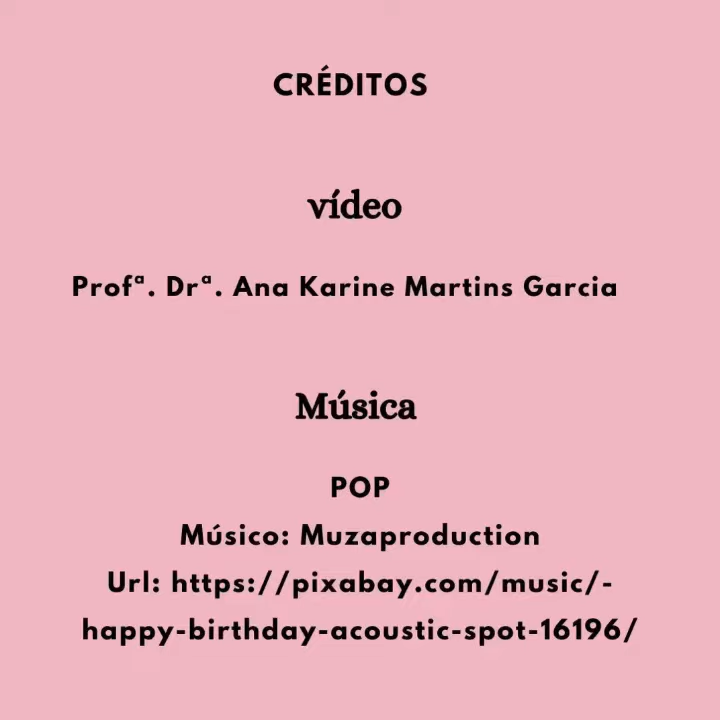 CRÉDITOS
vídeo
Profª. Drª. Ana Karine Martins Garcia
Música
POP
Músico: Muzaproduction
Url: https://pixabay.com/music/-
happy-birthday-acoustic-spot-16196/